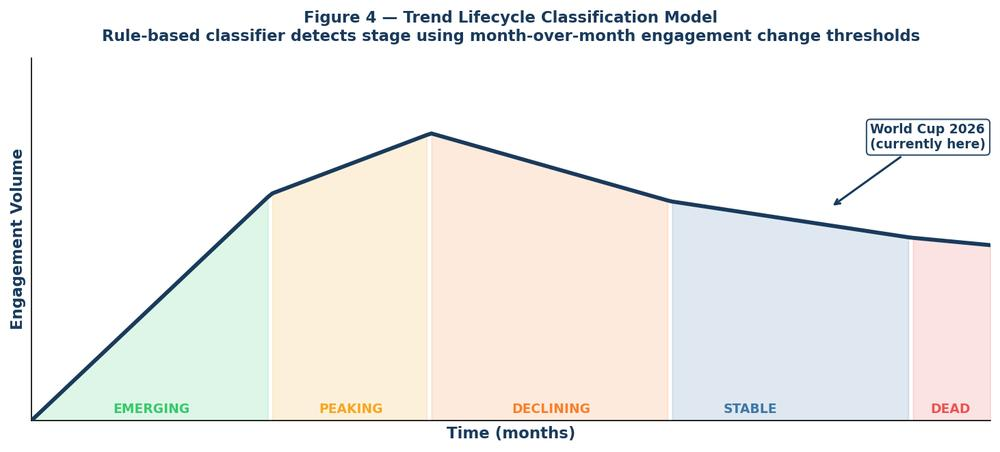 Figure 4 — Trend Lifecycle Classification Model
Rule-based classifier detects stage using month-over-month engagement change thresholds
World Cup 2026
(currently here)
Engagement Volume
EMERGING
PEAKING
DECLINING
STABLE
DEAD
Time (months)